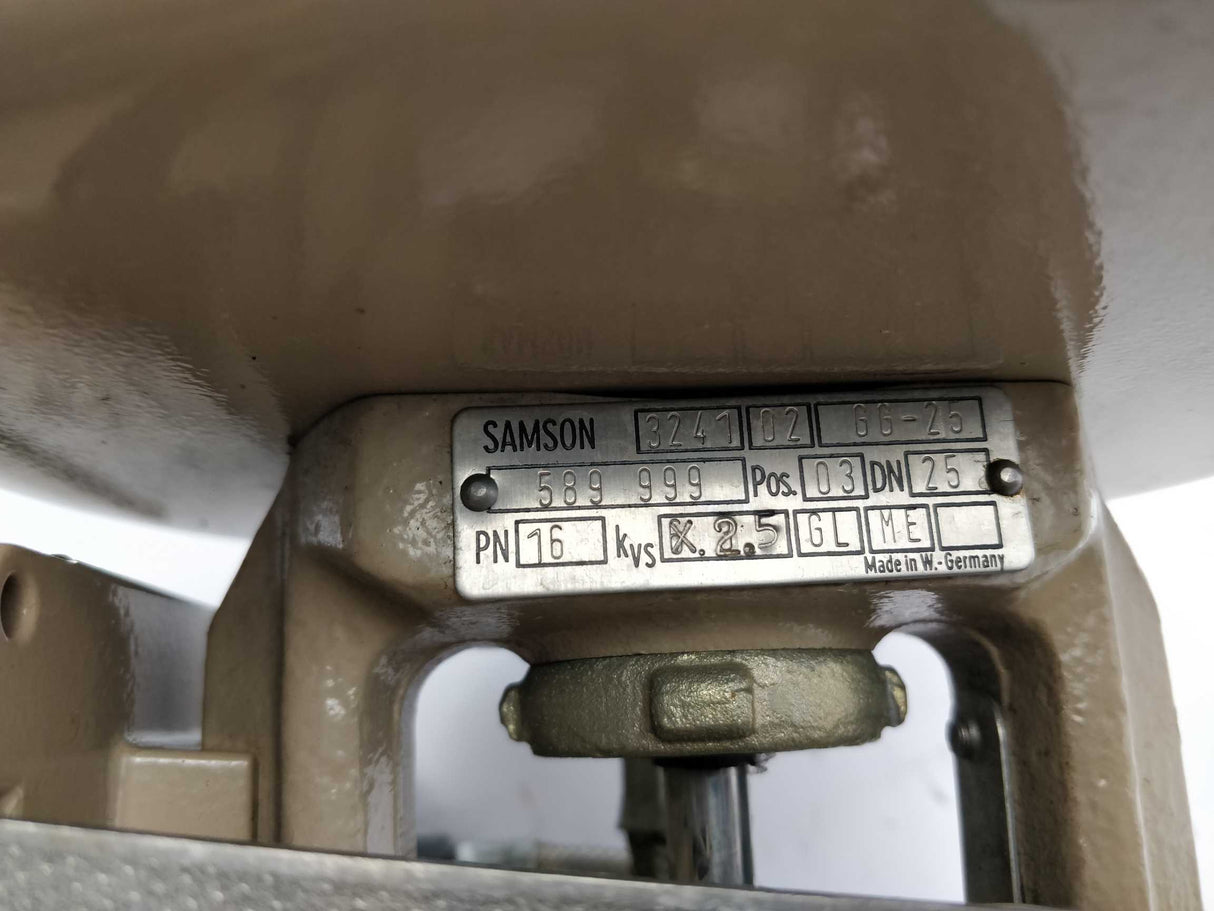 SAMSON 3241 02 GG-25
589 999 Pos. 03 DN 25
PN 16 kvs 2.5 GL ME
Made in W.-Germany